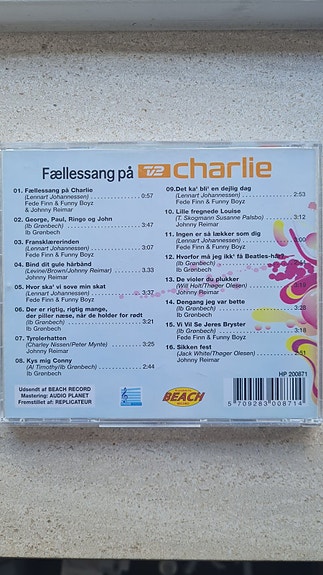 Fællessang på TV2 charlie
01. Fællessang på Charlie
(Lennart Johannessen) 0:57
Fede Finn & Funny Boyz
& Johnny Reimar
02. George, Paul, Ringo og John
(Ib Grønbech) 3:47
Ib Grønbech
03. Fransklærerinden
(Lennart Johannessen) 3:22
Fede Finn & Funny Boyz
04. Bind dit gule hårbånd
(Levine/Brown/Johnny Reimar) 3.33
Johnny Reimar
05. Hvor ska' vi sove min skat
(Lennart Johannessen) 3:37
Fede Finn & Funny Boyz
06. Der er rigtig, rigtig mange,
der piller næse, når de holder for rødt
(Ib Grønbech) 3:21
Ib Grønbech
07. Tyrolerhatten
(Charley Nissen/Peter Mynte) 3:25
Johnny Reimar
08. Kys mig Conny
(Al Timothy/Ib Grønbech) 2:44
Ib Grønbech
09.Det ka' bli' en dejlig dag
(Lennart Johannessen) 2:53
Fede Finn & Funny Boyz
10. Lille fregnede Louise
(T. Skogmann Susanne Palsbo) 3:12
Johnny Reimar
11. Ingen er så lækker som dig
(Lennart Johannessen) 3:00
Fede Finn & Funny Boyz
12. Hvorfor må jeg ikk' få Beatles-hår?
(Ib Grønbech)
Ib Grønbech
13. De violer du plukker
(Will Holt/Thøger Olesen) 3:19
Johnny Reimar
14. Dengang jeg var bette
(Ib Grønbech) 3:28
Ib Grønbech
15. Vi Vil Se Jeres Bryster
(Ib Grønbech) 3:18
Fede Finn & Funny Boyz
16. Sikken fest
(Jack White/Thøger Olesen) 2:51
Johnny Reimar
Udsendt af BEACH RECORD
Mastering: AUDIO PLANET
Fremstillet af: REPLICATEUR
BEACH
HP 200871
5 709283 008714